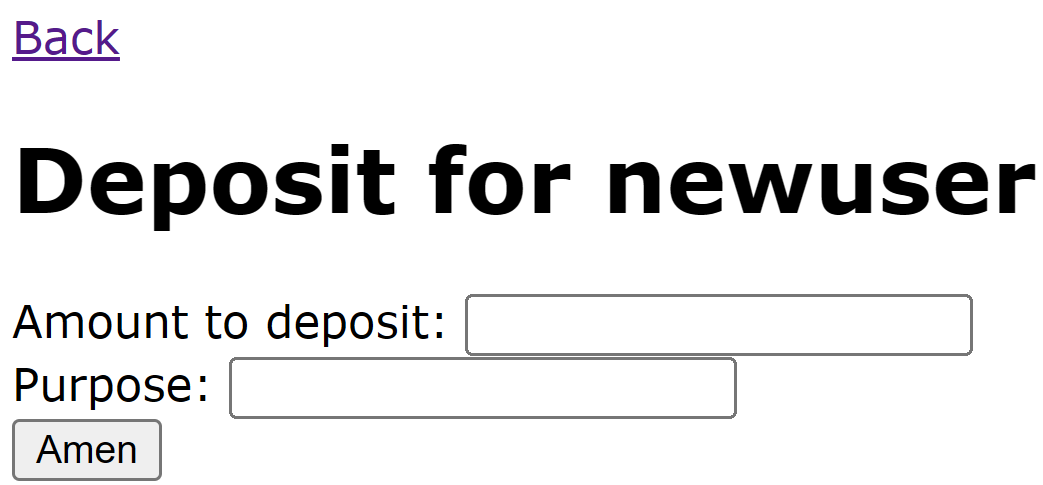 Back
Deposit for newuser
Amount to deposit:
Purpose:
Amen